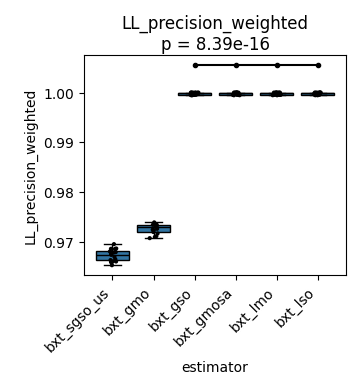 LL_precision_weighted
p = 8.39e-16
LL_precision_weighted
1.00
0.99
0.98
0.97
bxt_sgso_us
bxt_gmo
bxt_gso
bxt_gmosa
bxt_lmo
bxt_lso
estimator